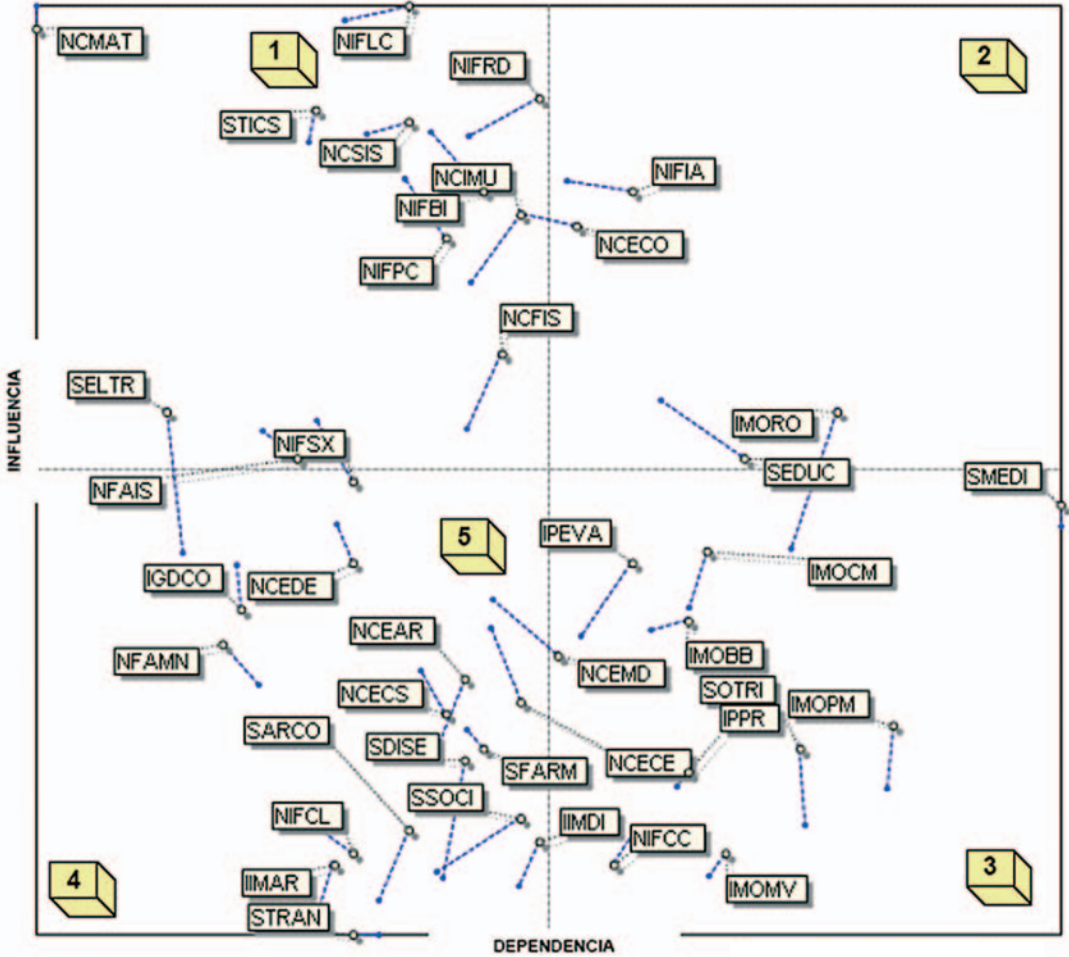 NCMAT
NIFLC
1
2
NIFRD
STICS
NCSIS
NCIMU
NIFIA
NIFBI
NCECO
NIFPC
NCFIS
INFLUENCIA
SELTR
IMORO
NIFSX
SEDUC
SMEDI
NFAIS
5
IPEVA
IGDCO
NCEDE
IMOCM
NCEAR
NFAMN
NCEMD
IMOBB
NCECS
SOTRI
IMOPM
SARCO
IPPR
SDISE
SFARM
NCECE
SSOCI
NIFCL
IIMDI
NIFCC
4
IIMAR
3
IMOMV
STRAN
DEPENDENCIA